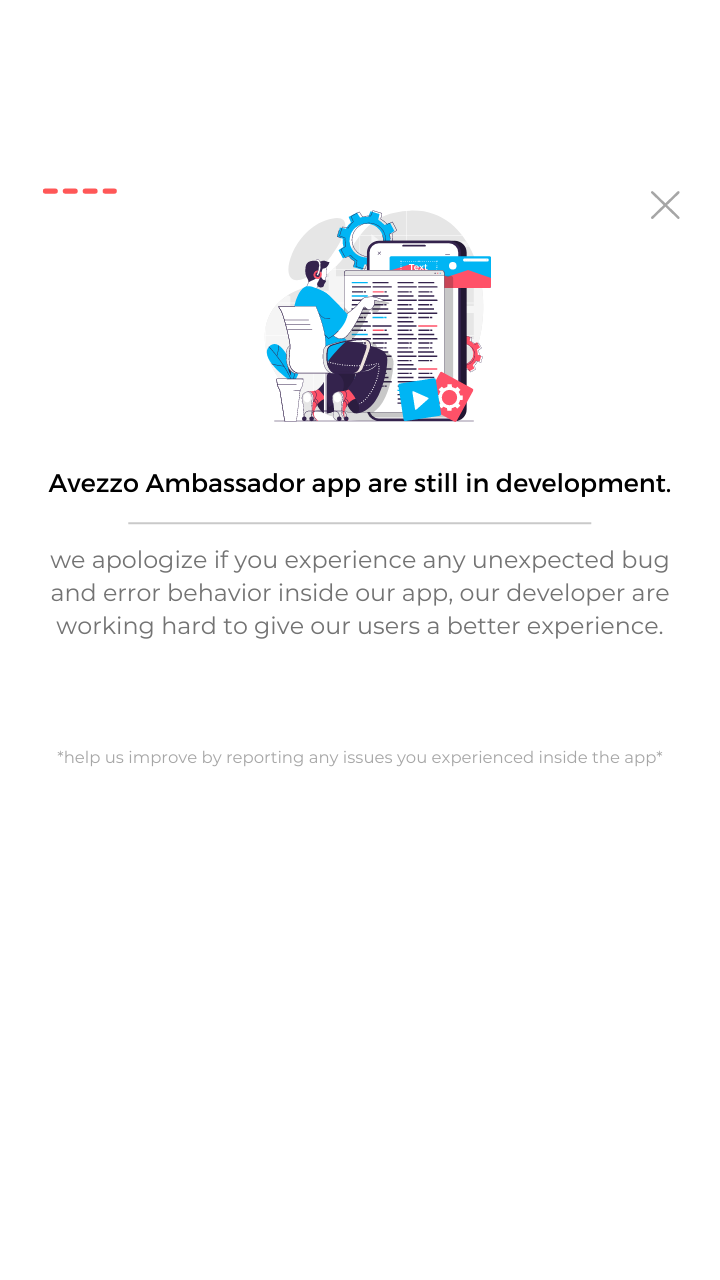 Text
Avezzo Ambassador app are still in development.
we apologize if you experience any unexpected bug
and error behavior inside our app, our developer are
working hard to give our users a better experience.
*help us improve by reporting any issues you experienced inside the app*